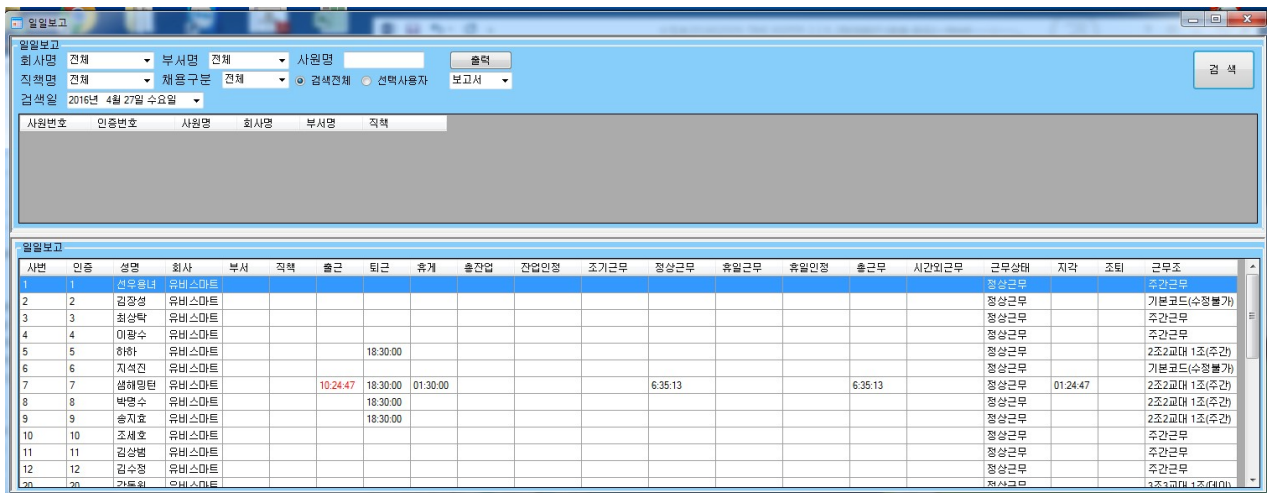 일일보고
일일보고
회사명 전체 부서명 전체 사원명 출력
직책명 전체 채용구분 전체 검색전체 선택사용자 보고서 검 색
검색일 2016년 4월 27일 수요일
사원번호 인증번호 사원명 회사명 부서명 직책
일일보고
사번 인증 성명 회사 부서 직책 출근 퇴근 휴게 총잔업 잔업인정 조기근무 정상근무 휴일근무 휴일인정 총근무 시간외근무 근무상태 지각 조퇴 근무조
1 1 선우용녀 유비스마트 정상근무 주간근무
2 2 김장성 유비스마트 정상근무 기본코드(수정불가)
3 3 최상탁 유비스마트 정상근무 주간근무
4 4 이광수 유비스마트 정상근무 주간근무
5 5 하하 유비스마트 18:30:00 정상근무 2조2교대 1조(주간)
6 6 지석진 유비스마트 정상근무 기본코드(수정불가)
7 7 샘해밍턴 유비스마트 10:24:47 18:30:00 01:30:00 6:35:13 6:35:13 정상근무 01:24:47 2조2교대 1조(주간)
8 8 박명수 유비스마트 18:30:00 정상근무 2조2교대 1조(주간)
9 9 송지효 유비스마트 18:30:00 정상근무 2조2교대 1조(주간)
10 10 조세호 유비스마트 정상근무 주간근무
11 11 김상범 유비스마트 정상근무 주간근무
12 12 김수정 유비스마트 정상근무 주간근무
20 20 유비스마트 정상근무 3조3교대 1조(데이)